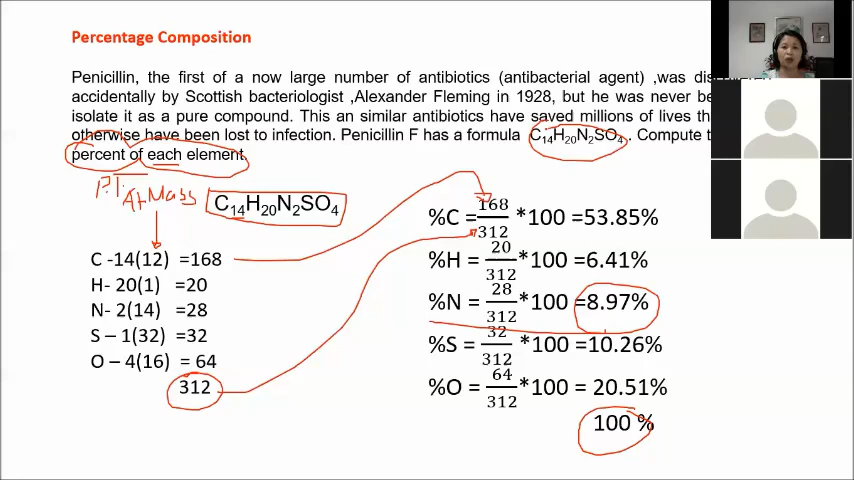 Percentage Composition
Penicillin, the first of a now large number of antibiotics (antibacterial agent) ,was
accidentally by Scottish bacteriologist ,Alexander Fleming in 1928, but he was never
isolate it as a pure compound. This an similar antibiotics have saved millions of lives
otherwise have been lost to infection. Penicillin F has a formula C14H20N2SO4 . Compute
percent of each element.
P.T.
At Mass
C14H20N2SO4
C -14(12) =168
H- 20(1) =20
N- 2(14) =28
S – 1(32) =32
O – 4(16) = 64
312
%C = 168/312 *100 =53.85%
%H = 20/312 *100 =6.41%
%N = 28/312 *100 =8.97%
%S = 32/312 *100 =10.26%
%O = 64/312 *100 = 20.51%
100 %